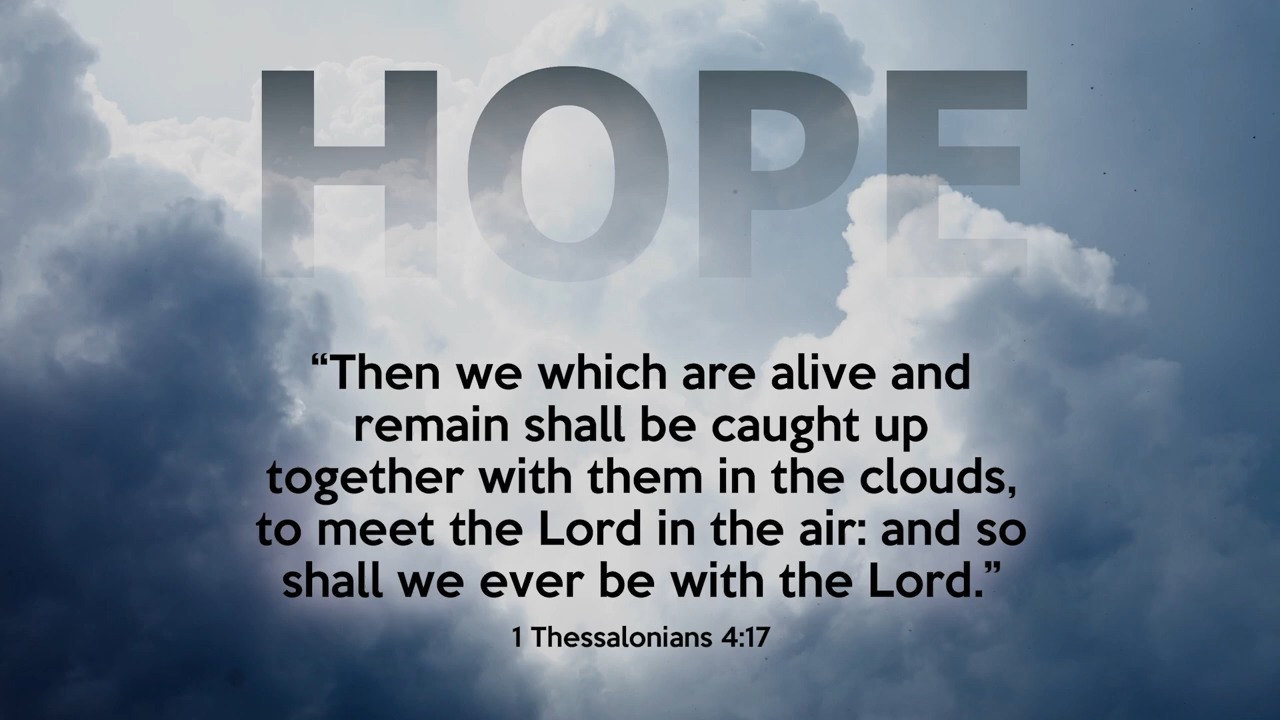 HOPE
“Then we which are alive and
remain shall be caught up
together with them in the clouds,
to meet the Lord in the air: and so
shall we ever be with the Lord.”
1 Thessalonians 4:17